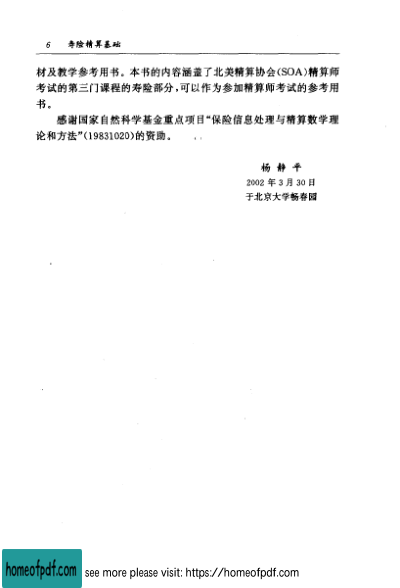 6 寿险精算基础
材及教学参考用书。本书的内容涵盖了北美精算协会(SOA)精算师
考试的第三门课程的寿险部分,可以作为参加精算师考试的参考用
书。
感谢国家自然科学基金重点项目“保险信息处理与精算数学理
论和方法”(19831020)的资助。
杨静平
2002年3月30日
于北京大学畅春园
homeofpdf.com
see more please visit: https://homeofpdf.com